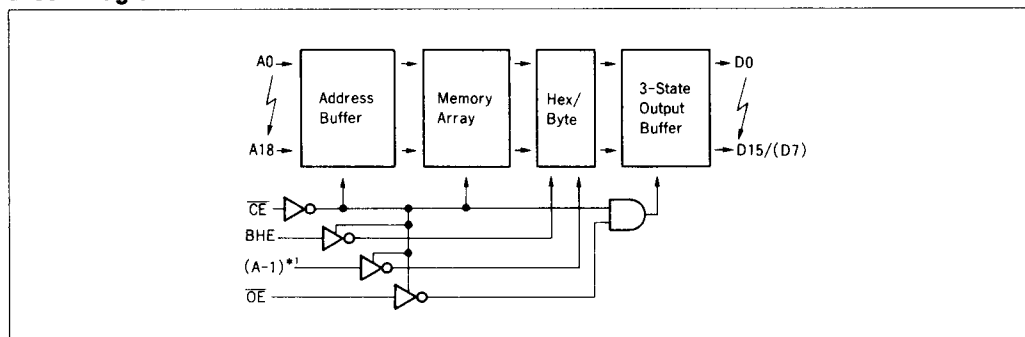 A0
A18
Address
Buffer
Memory
Array
Hex/
Byte
3-State
Output
Buffer
D0
D15/(D7)
CE
BHE
(A-1)*1
OE